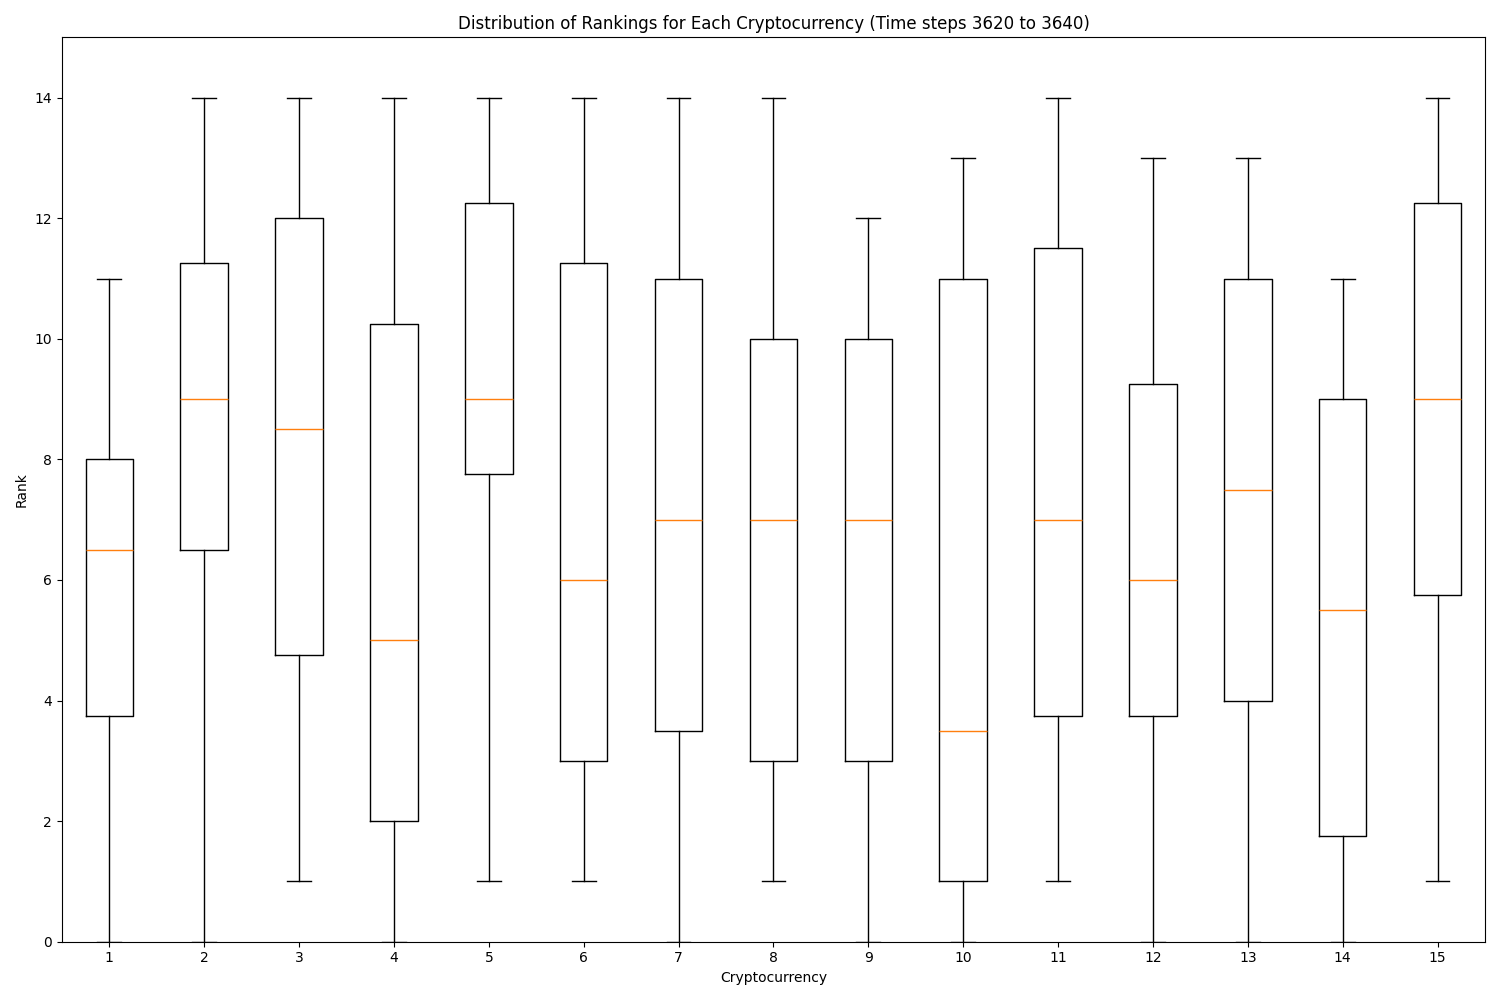 Distribution of Rankings for Each Cryptocurrency (Time steps 3620 to 3640)
14
12
10
8
6
4
2
0
Rank
1 2 3 4 5 6 7 8 9 10 11 12 13 14 15
Cryptocurrency